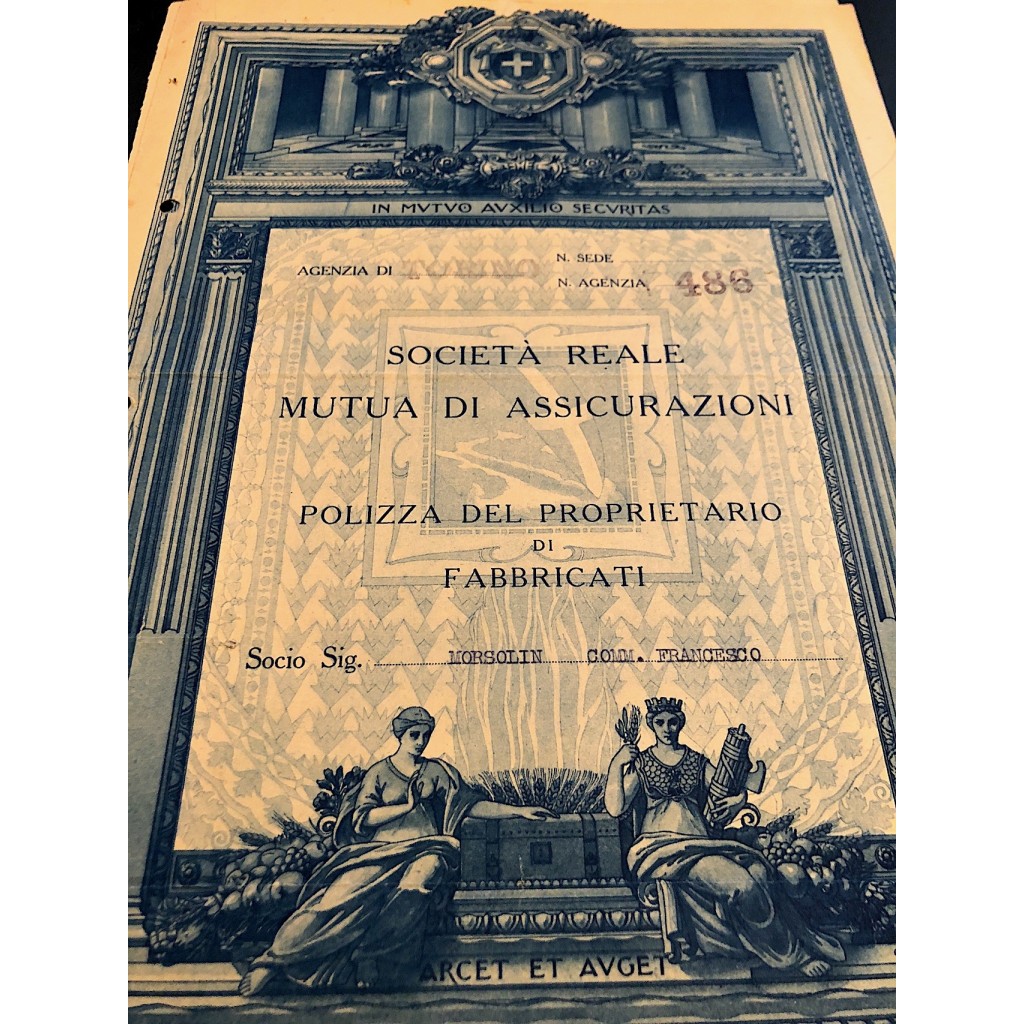 IN MVTVO AVXILIO SECVRITAS
AGENZIA DI TORINO
N. SEDE
N. AGENZIA 486
SOCIETÀ REALE
MUTUA DI ASSICURAZIONI
POLIZZA DEL PROPRIETARIO
DI
FABBRICATI
Socio Sig. MORSOLIN COMM. FRANCESCO
ARCET ET AVGET